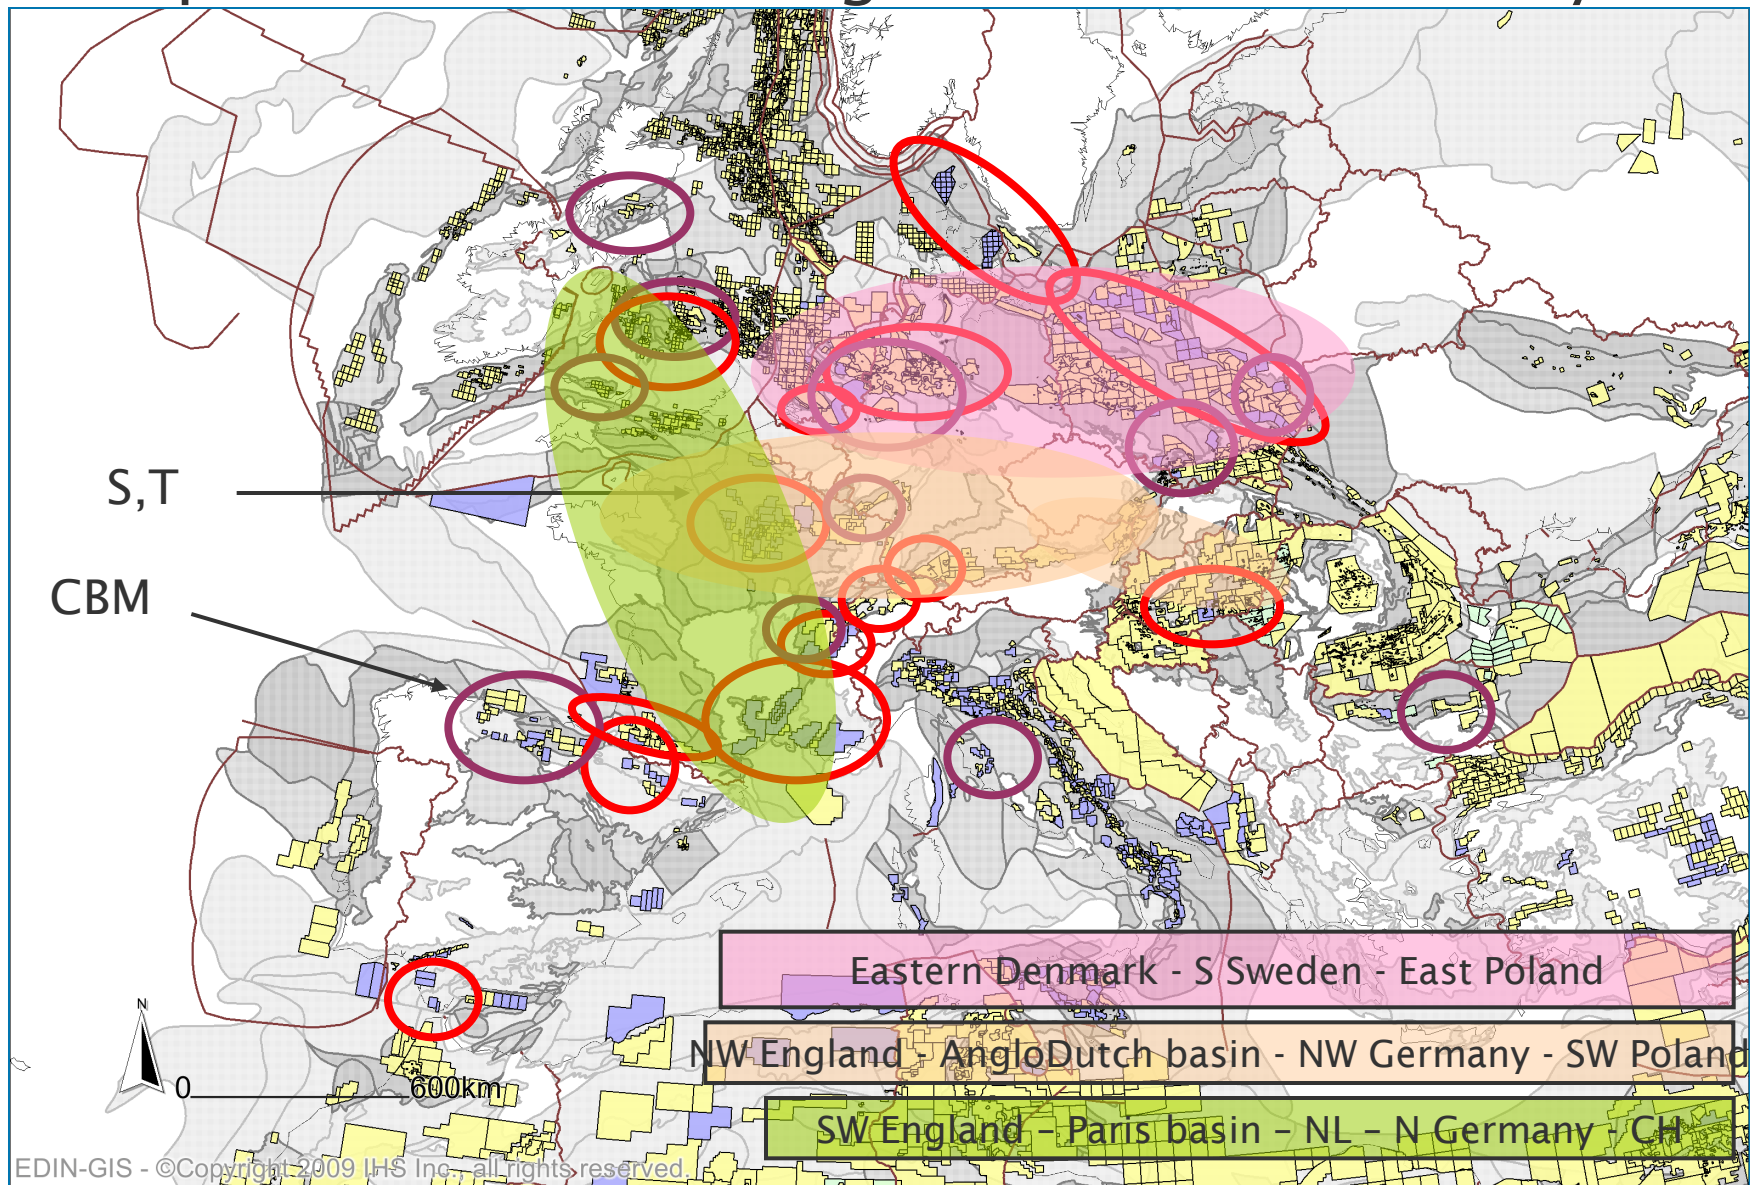 S,T
CBM
Eastern Denmark - S Sweden - East Poland
NW England - AngloDutch basin - NW Germany - SW Poland
SW England – Paris basin – NL – N Germany - CH
N
0 600km
EDIN-GIS - ©Copyright 2009 IHS Inc., all rights reserved.